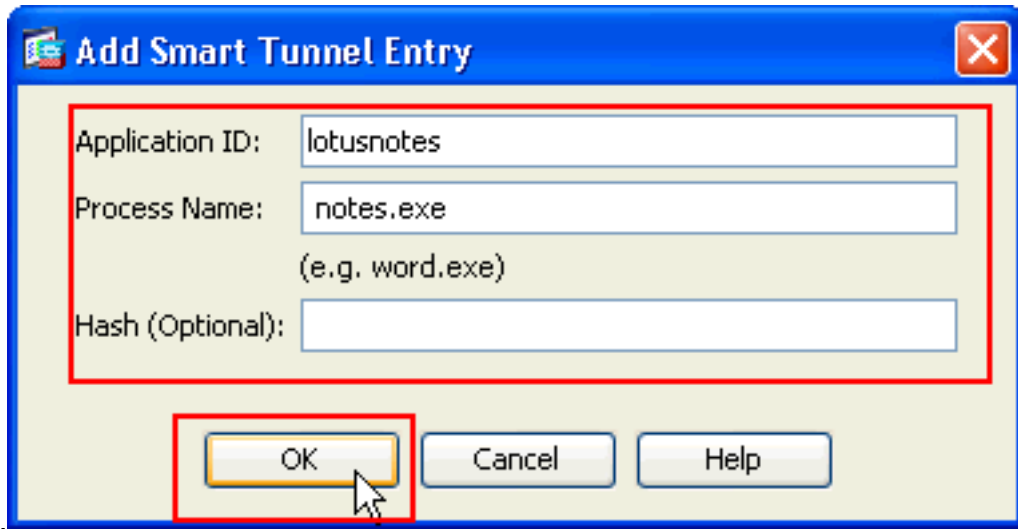 Add Smart Tunnel Entry
Application ID: lotusnotes
Process Name: notes.exe
(e.g. word.exe)
Hash (Optional):
OK Cancel Help